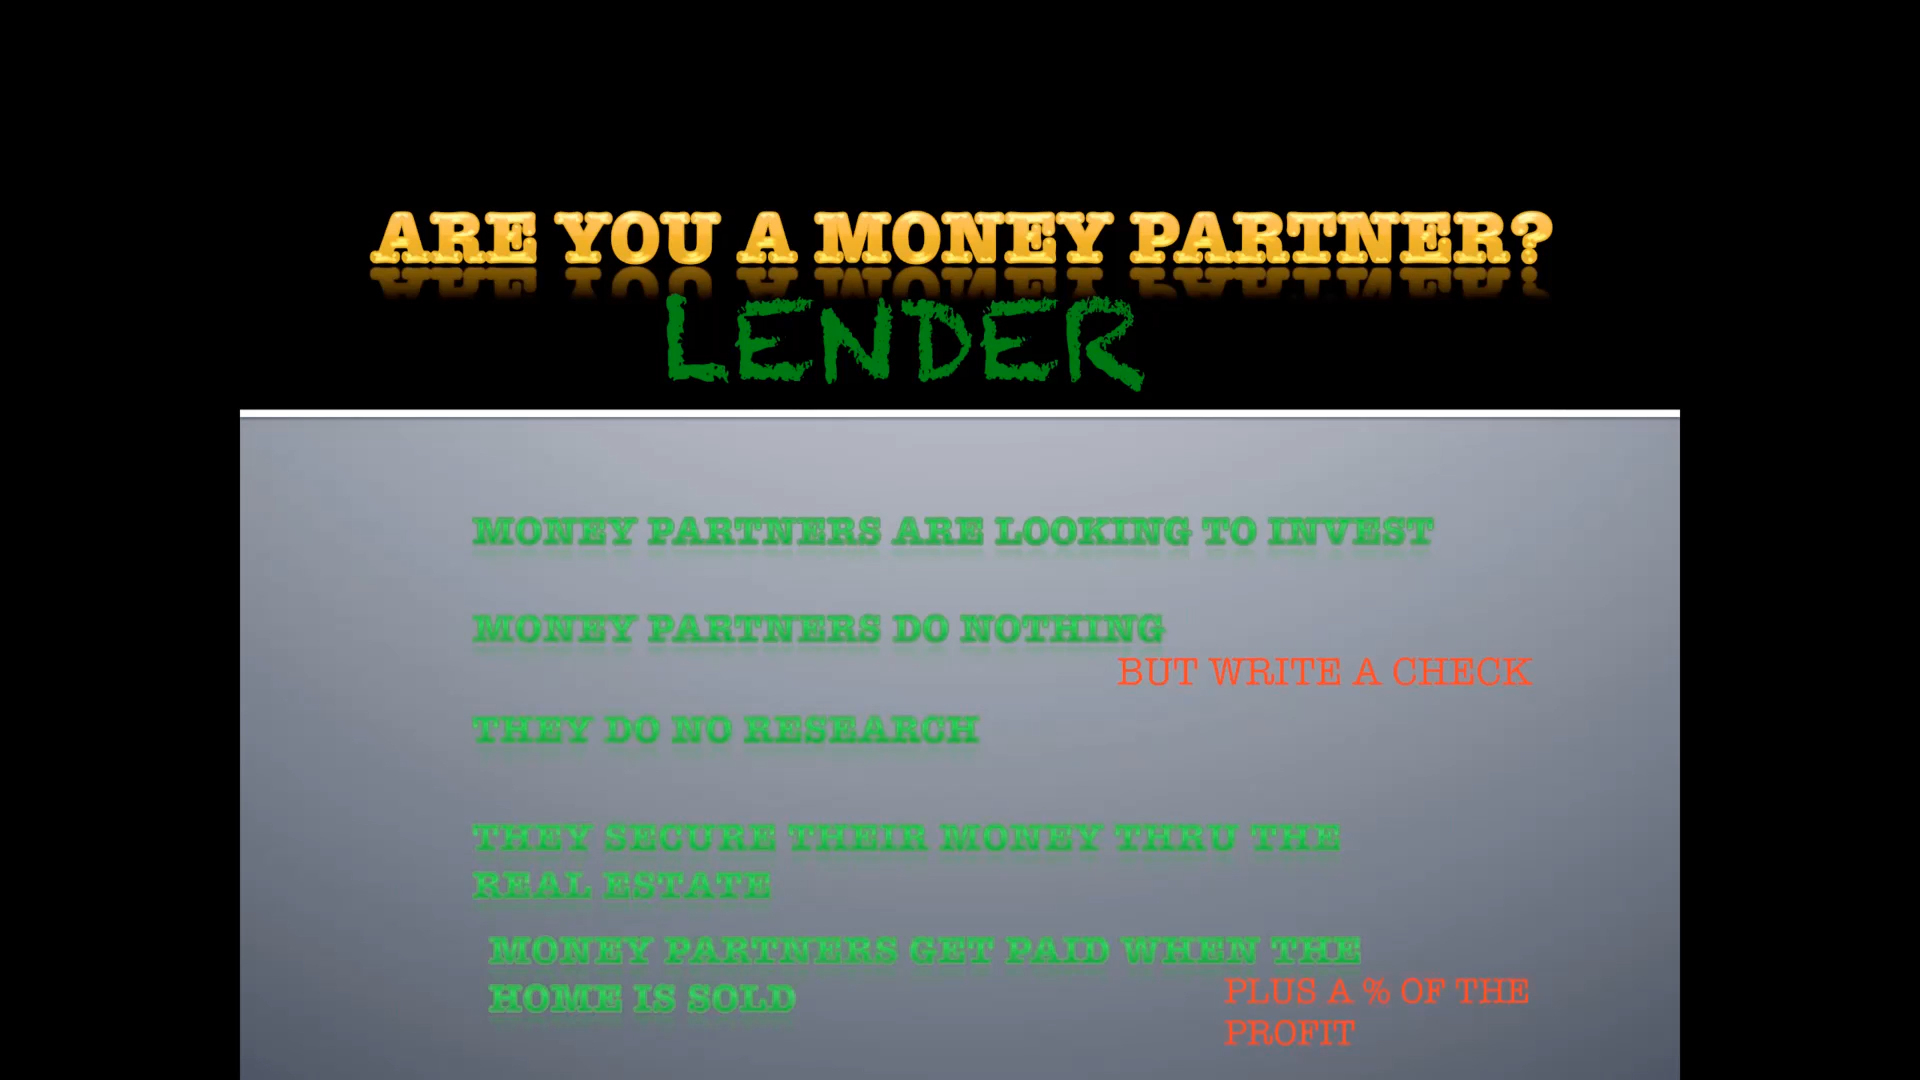 ARE YOU A MONEY PARTNER?
LENDER
MONEY PARTNERS ARE LOOKING TO INVEST
MONEY PARTNERS DO NOTHING
BUT WRITE A CHECK
THEY DO NO RESEARCH
THEY SECURE THEIR MONEY THRU THE
REAL ESTATE
MONEY PARTNERS GET PAID WHEN THE
HOME IS SOLD
PLUS A % OF THE
PROFIT